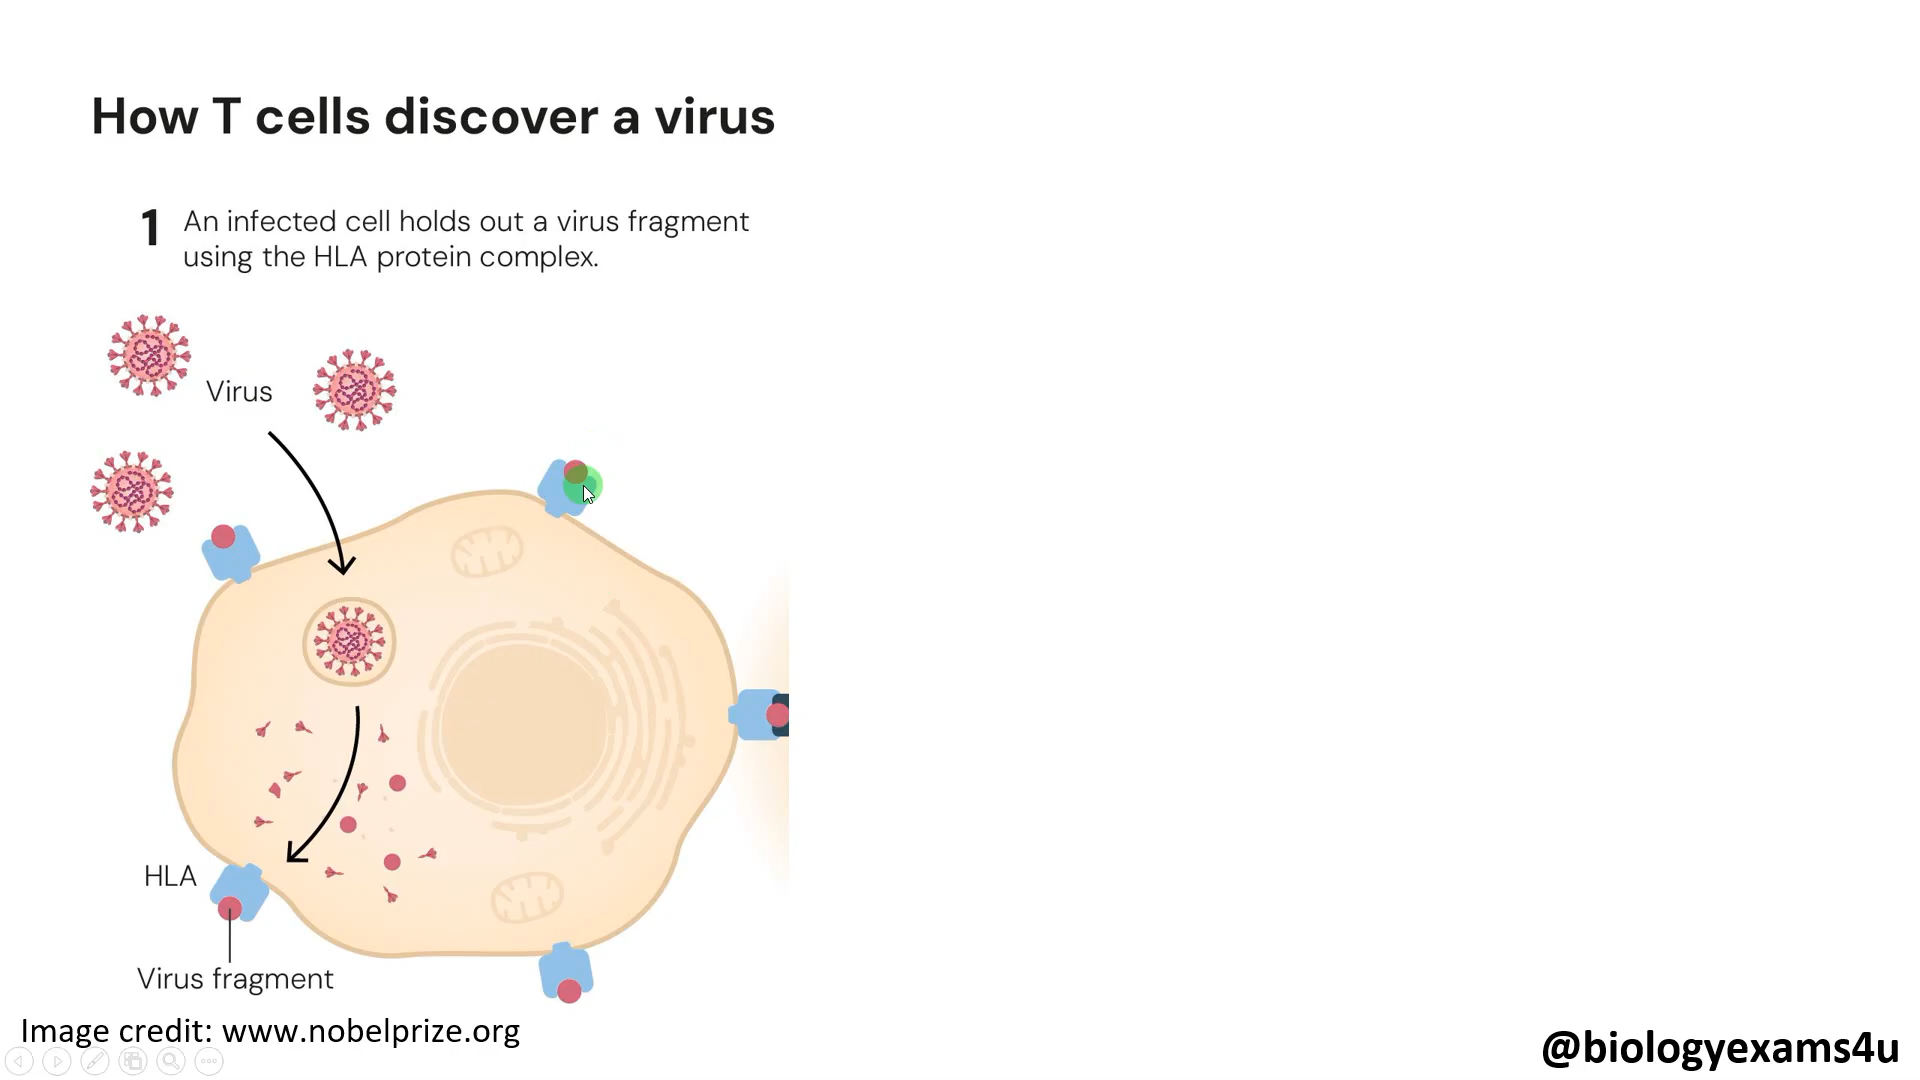 How T cells discover a virus
1 An infected cell holds out a virus fragment
using the HLA protein complex.
Virus
HLA
Virus fragment
Image credit: www.nobelprize.org
@biologyexams4u